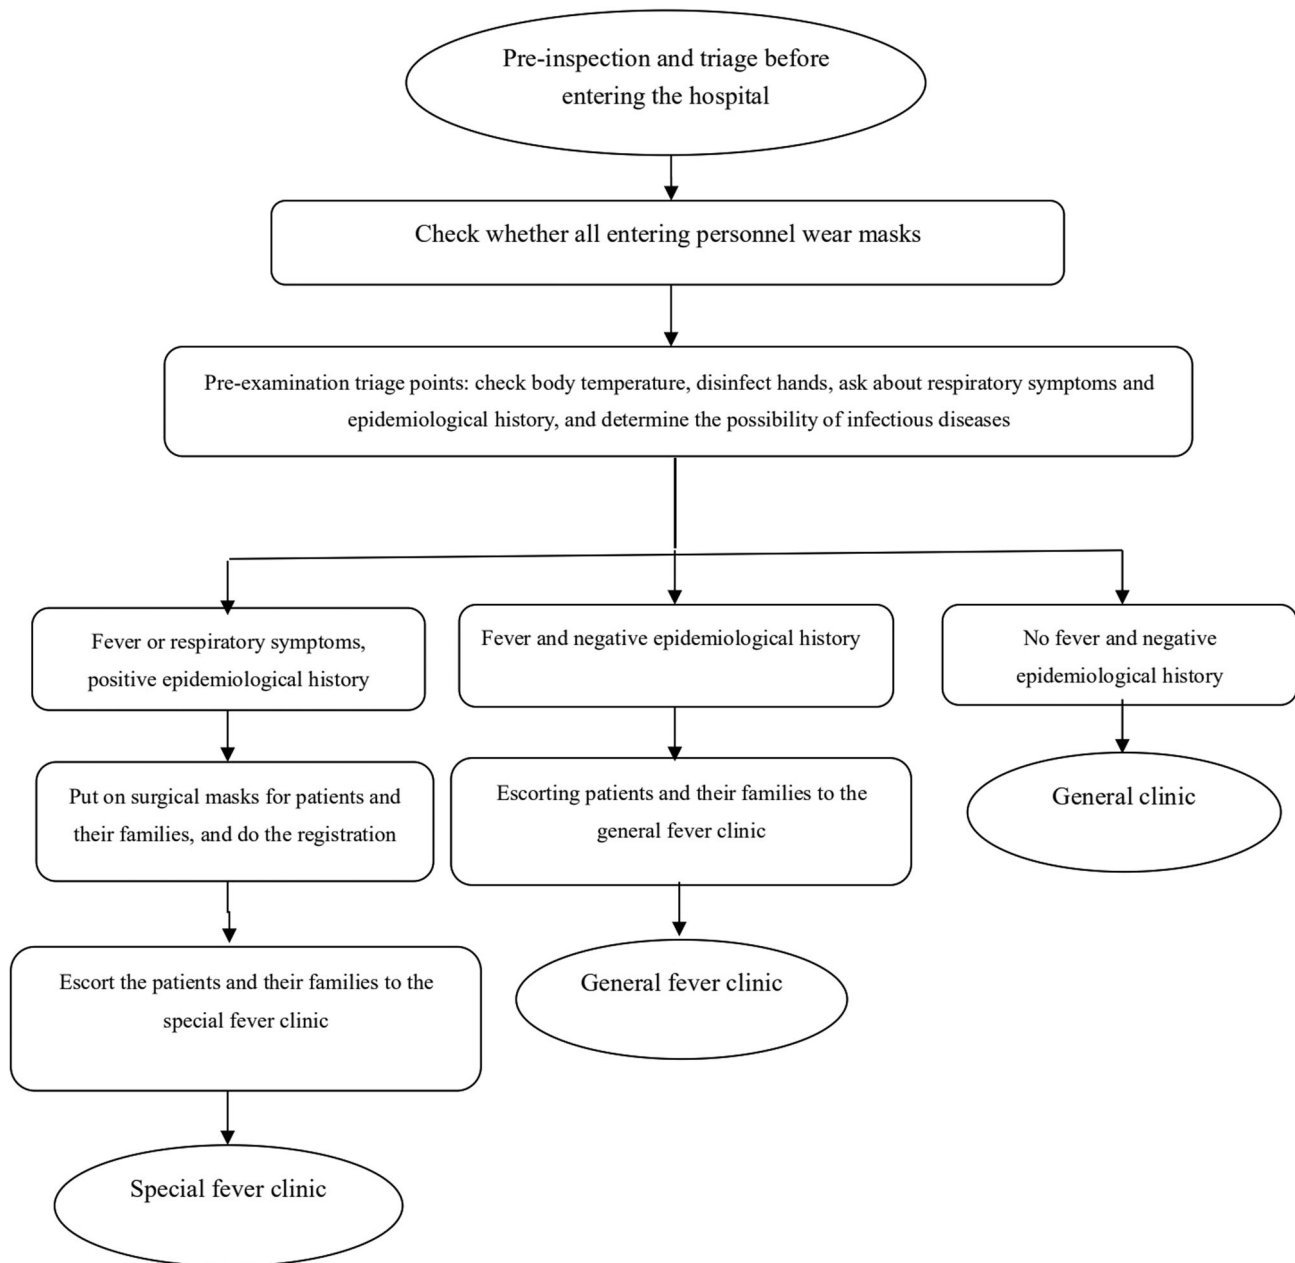 Pre-inspection and triage before
entering the hospital
Check whether all entering personnel wear masks
Pre-examination triage points: check body temperature, disinfect hands, ask about respiratory symptoms and
epidemiological history, and determine the possibility of infectious diseases
Fever or respiratory symptoms,
positive epidemiological history
Fever and negative epidemiological history
No fever and negative
epidemiological history
Put on surgical masks for patients and
their families, and do the registration
Escorting patients and their families to the
general fever clinic
General clinic
Escort the patients and their families to the
special fever clinic
General fever clinic
Special fever clinic